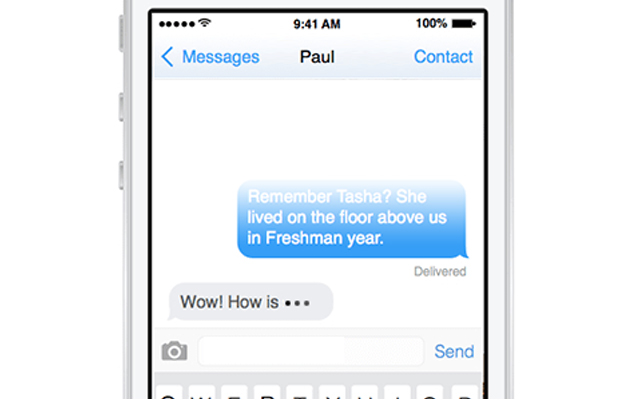 9:41 AM 100%
Messages Paul Contact
Remember Tasha? She
lived on the floor above us
in Freshman year.
Delivered
Wow! How is •••
Send